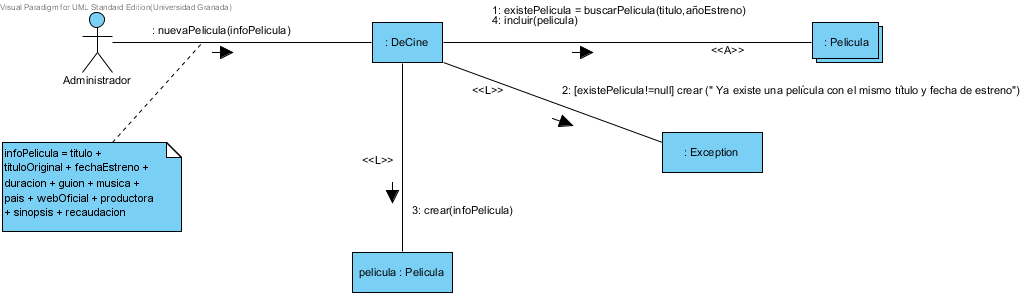 Visual Paradigm for UML Standard Edition(Universidad Granada)
1: existePelicula = buscarPelicula(titulo,añoEstreno)
4: incluir(pelicula)
: nuevaPelicula(infoPelicula)
: DeCine
: Pelicula
<<A>>
Administrador
<<L>>
2: [existePelicula!=null] crear (" Ya existe una película con el mismo título y fecha de estreno")
infoPelicula = titulo +
tituloOriginal + fechaEstreno +
duracion + guion + musica +
pais + webOficial + productora
+ sinopsis + recaudacion
: Exception
<<L>>
3: crear(infoPelicula)
pelicula : Pelicula